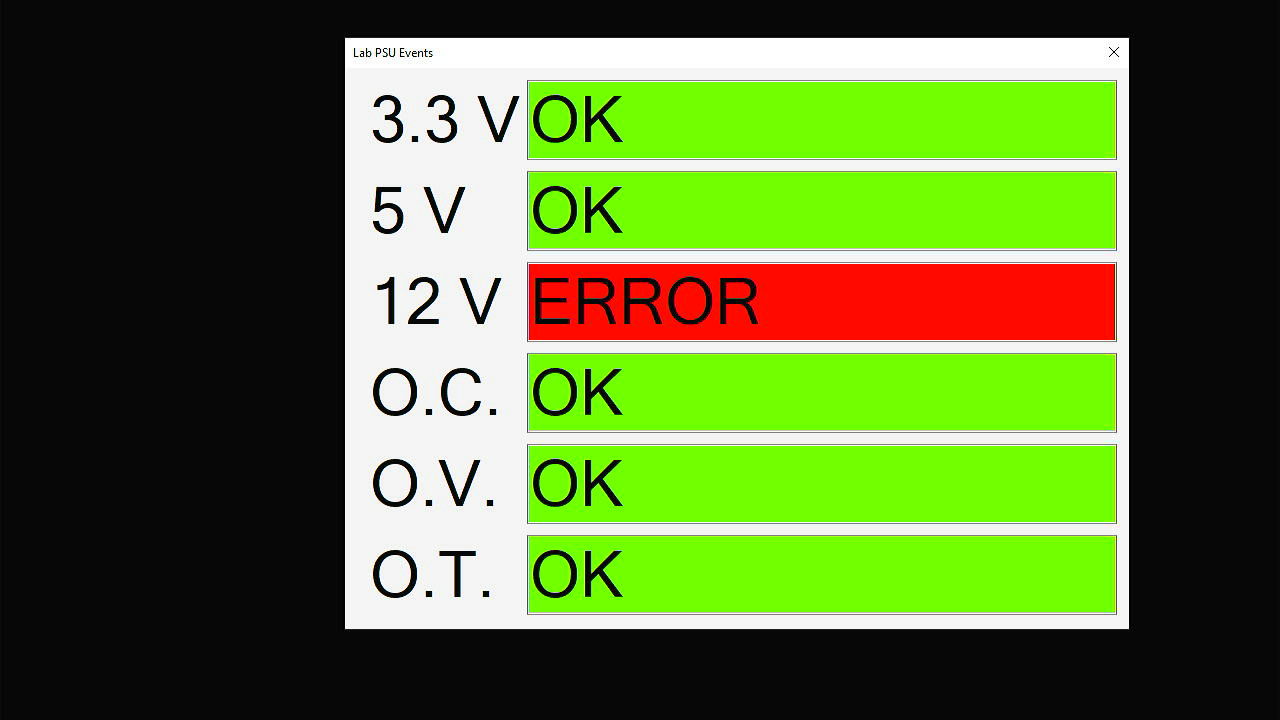 Lab PSU Events
3.3 V OK
5 V OK
12 V ERROR
O.C. OK
O.V. OK
O.T. OK